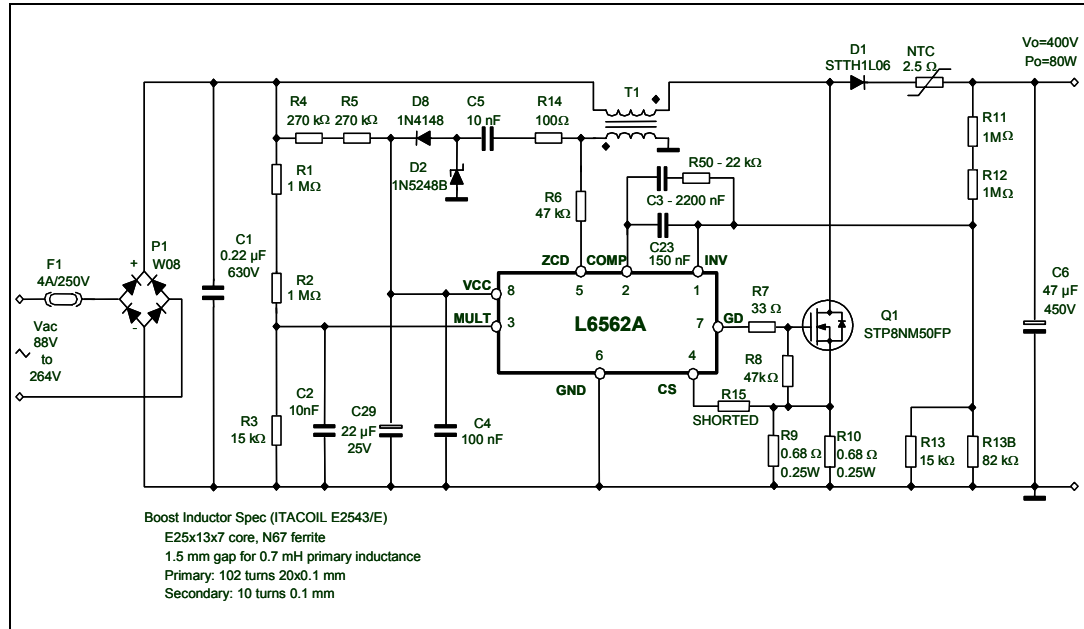 D1
STTH1L06
NTC
2.5 Ω
Vo=400V
Po=80W
R4
270 kΩ
R5
270 kΩ
D8
1N4148
C5
10 nF
R14
100Ω
T1
R11
1MΩ
R1
1 MΩ
D2
1N5248B
R50 - 22 kΩ
R12
1MΩ
R6
47 kΩ
C3 - 2200 nF
C23
150 nF
F1
4A/250V
P1
W08
+
-
C1
0.22 µF
630V
R2
1 MΩ
ZCD
COMP
INV
5
2
1
VCC
8
MULT
3
L6562A
7
GD
R7
33 Ω
Q1
STP8NM50FP
C6
47 µF
450V
Vac
88V
to
264V
6
GND
4
CS
R8
47kΩ
R15
SHORTED
R3
15 kΩ
C2
10nF
C29
22 µF
25V
C4
100 nF
R9
0.68 Ω
0.25W
R10
0.68 Ω
0.25W
R13
15 kΩ
R13B
82 kΩ
Boost Inductor Spec (ITACOIL E2543/E)
E25x13x7 core, N67 ferrite
1.5 mm gap for 0.7 mH primary inductance
Primary: 102 turns 20x0.1 mm
Secondary: 10 turns 0.1 mm